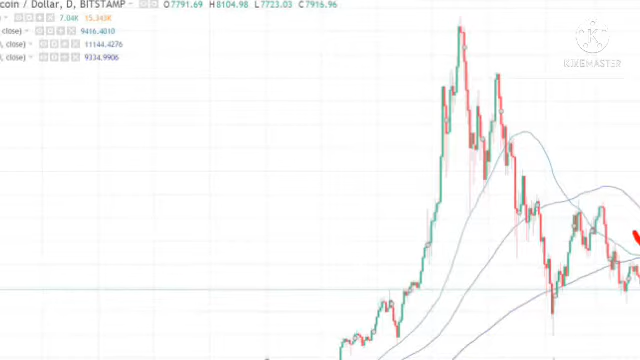 coin / Dollar, D, BITSTAMP O7791.69 H8104.98 L7723.03 C7916.96
7.04K 15.343K
close) 9416.4010
, close) 11144.4276
, close) 9334.9906
KINEMASTER